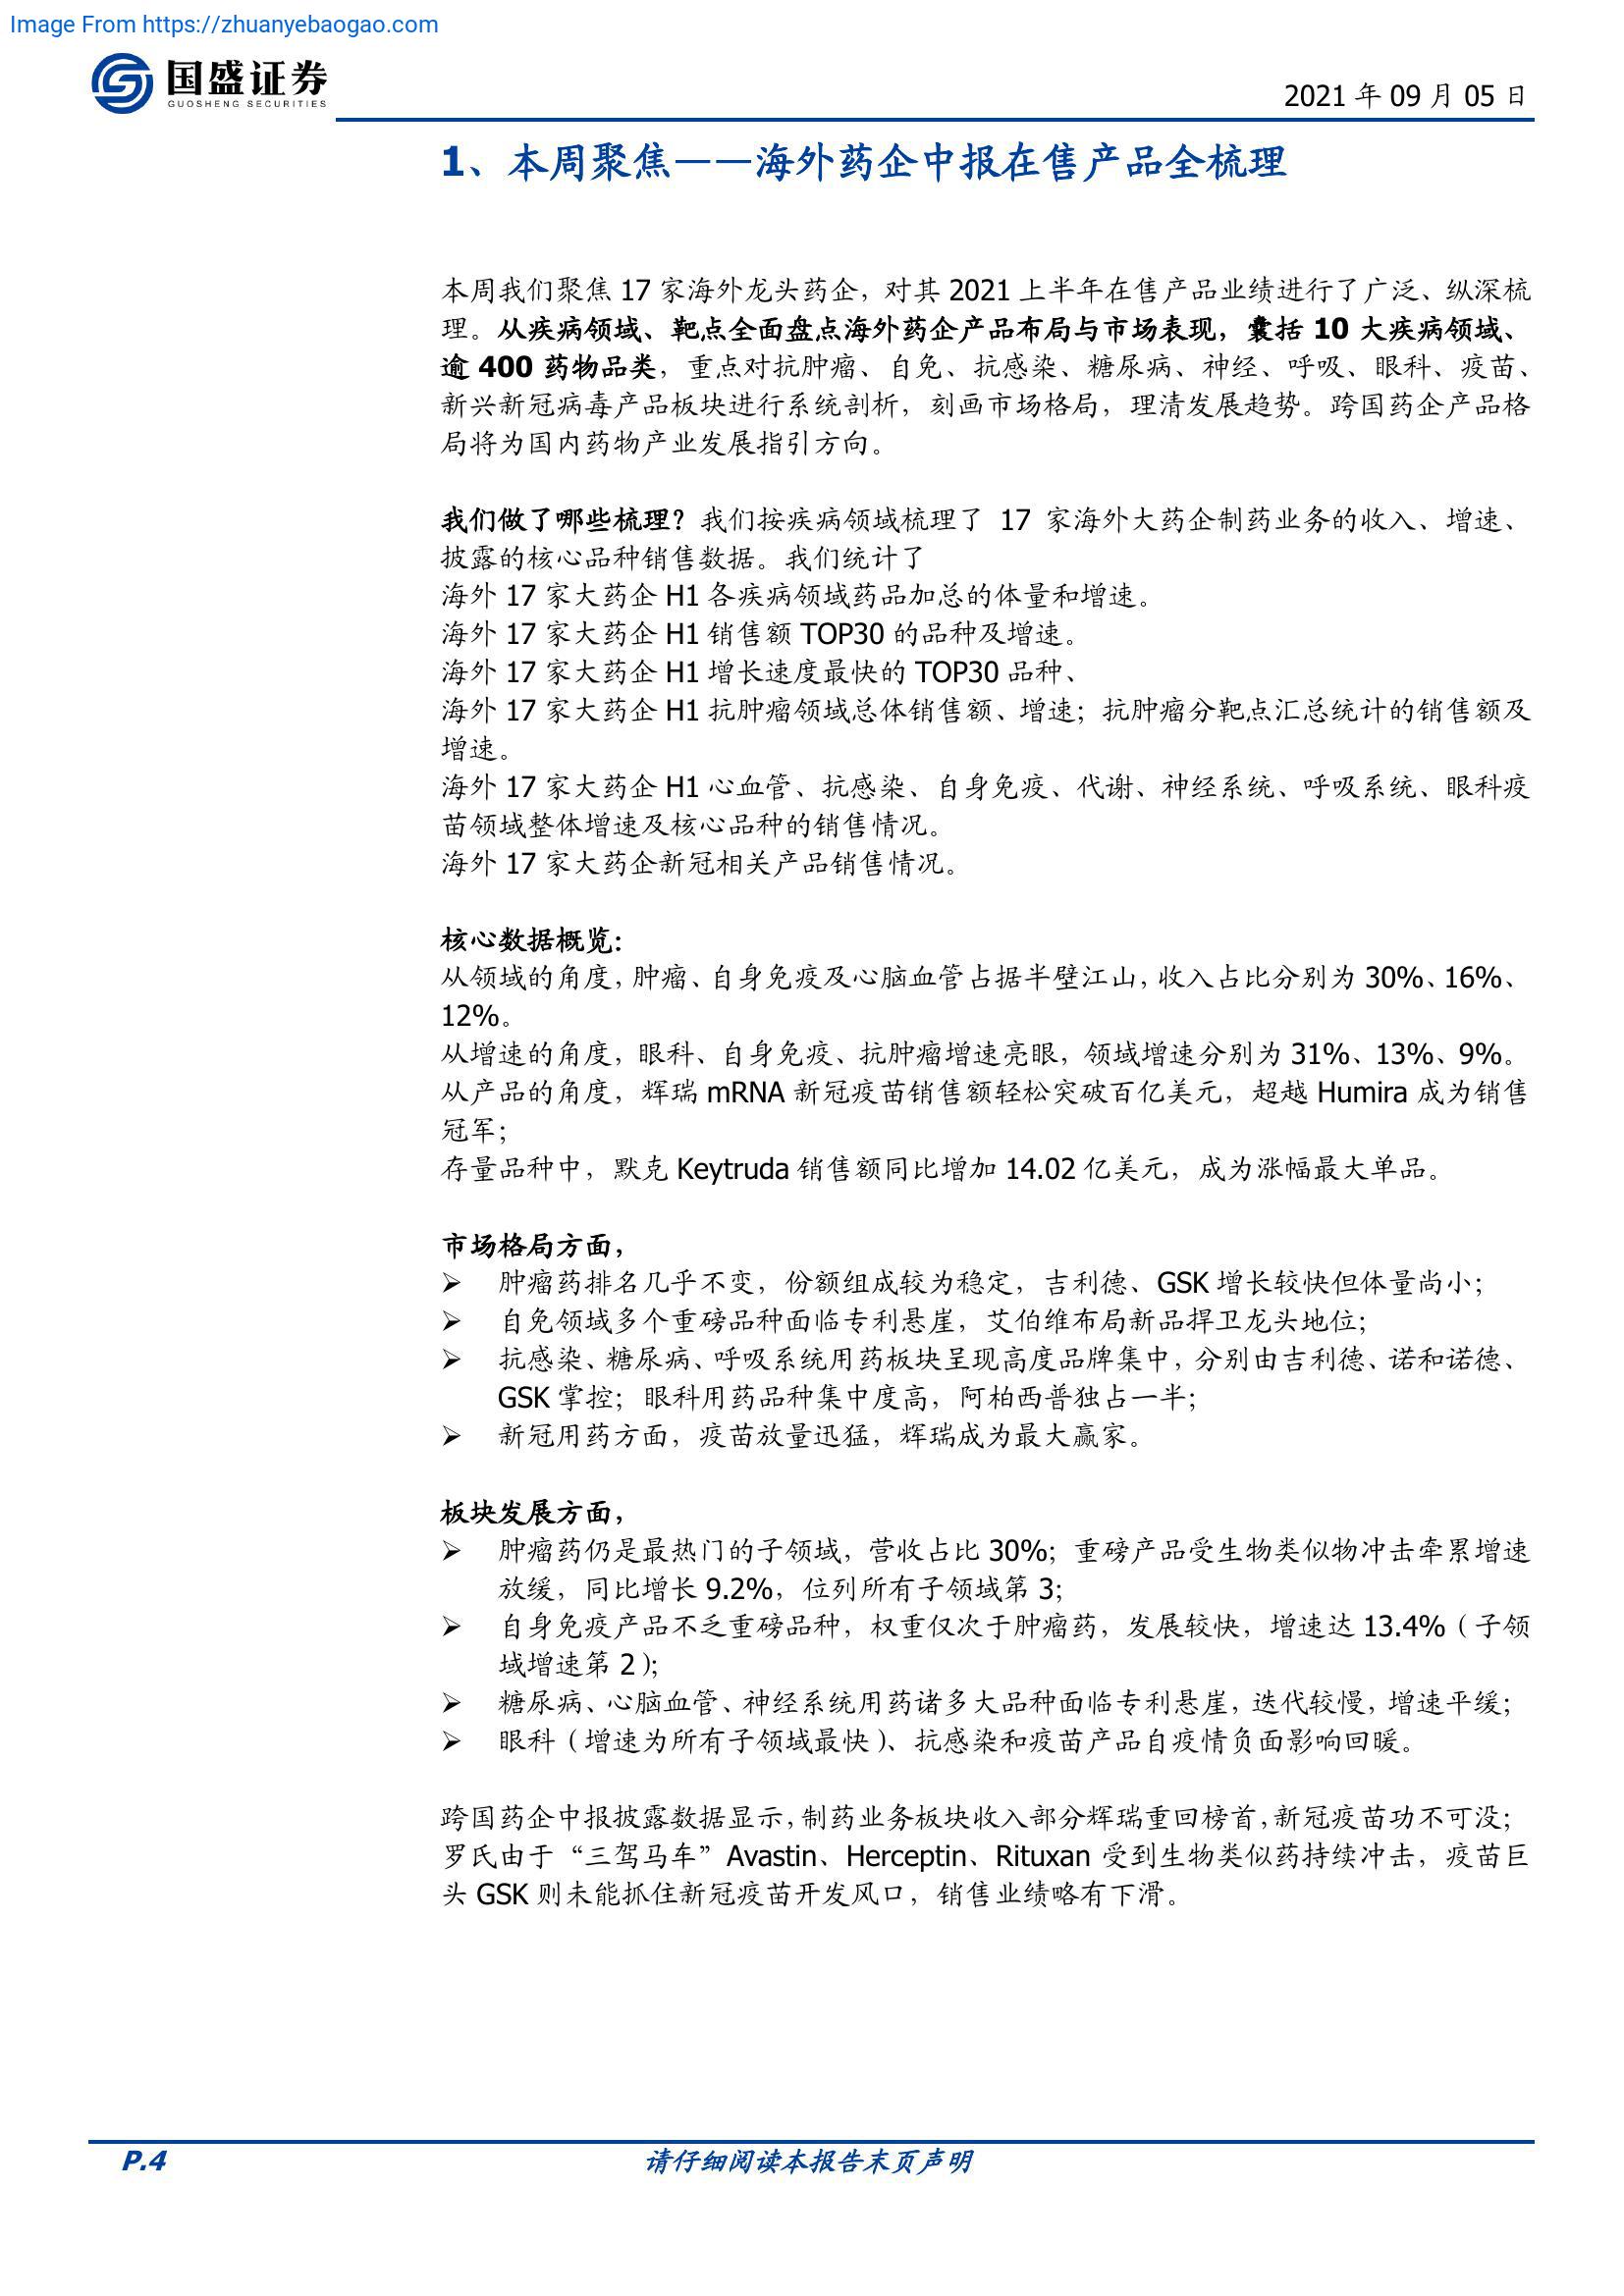 Image From https://zhuanyebaogao.com
国盛证券
GUOSHENG SECURITIES
2021 年 09 月 05 日
1、本周聚焦——海外药企中报在售产品全梳理
本周我们聚焦 17 家海外龙头药企，对其 2021 上半年在售产品业绩进行了广泛、纵深梳
理。从疾病领域、靶点全面盘点海外药企产品布局与市场表现，囊括 10 大疾病领域、
逾 400 药物品类，重点对抗肿瘤、自免、抗感染、糖尿病、神经、呼吸、眼科、疫苗、
新兴新冠病毒产品板块进行系统剖析，刻画市场格局，理清发展趋势。跨国药企产品格
局将为国内药物产业发展指引方向。
我们做了哪些梳理？我们按疾病领域梳理了 17 家海外大药企制药业务的收入、增速、
披露的核心品种销售数据。我们统计了
海外 17 家大药企 H1 各疾病领域药品加总的体量和增速。
海外 17 家大药企 H1 销售额 TOP30 的品种及增速。
海外 17 家大药企 H1 增长速度最快的 TOP30 品种、
海外 17 家大药企 H1 抗肿瘤领域总体销售额、增速；抗肿瘤分靶点汇总统计的销售额及
增速。
海外 17 家大药企 H1 心血管、抗感染、自身免疫、代谢、神经系统、呼吸系统、眼科疫
苗领域整体增速及核心品种的销售情况。
海外 17 家大药企新冠相关产品销售情况。
核心数据概览：
从领域的角度，肿瘤、自身免疫及心脑血管占据半壁江山，收入占比分别为 30%、16%、
12%。
从增速的角度，眼科、自身免疫、抗肿瘤增速亮眼，领域增速分别为 31%、13%、9%。
从产品的角度，辉瑞 mRNA 新冠疫苗销售额轻松突破百亿美元，超越 Humira 成为销售
冠军；
存量品种中，默克 Keytruda 销售额同比增加 14.02 亿美元，成为涨幅最大单品。
市场格局方面，
➢ 肿瘤药排名几乎不变，份额组成较为稳定，吉利德、GSK 增长较快但体量尚小；
➢ 自免领域多个重磅品种面临专利悬崖，艾伯维布局新品捍卫龙头地位；
➢ 抗感染、糖尿病、呼吸系统用药板块呈现高度品牌集中，分别由吉利德、诺和诺德、
GSK 掌控；眼科用药品种集中度高，阿柏西普独占一半；
➢ 新冠用药方面，疫苗放量迅猛，辉瑞成为最大赢家。
板块发展方面，
➢ 肿瘤药仍是最热门的子领域，营收占比 30%；重磅产品受生物类似物冲击牵累增速
放缓，同比增长 9.2%，位列所有子领域第 3；
➢ 自身免疫产品不乏重磅品种，权重仅次于肿瘤药，发展较快，增速达 13.4%（子领
域增速第 2）；
➢ 糖尿病、心脑血管、神经系统用药诸多大品种面临专利悬崖，迭代较慢，增速平缓；
➢ 眼科（增速为所有子领域最快）、抗感染和疫苗产品自疫情负面影响回暖。
跨国药企中报披露数据显示，制药业务板块收入部分辉瑞重回榜首，新冠疫苗功不可没；
罗氏由于“三驾马车”Avastin、Herceptin、Rituxan 受到生物类似药持续冲击，疫苗巨
头 GSK 则未能抓住新冠疫苗开发风口，销售业绩略有下滑。
P.4
请仔细阅读本报告末页声明